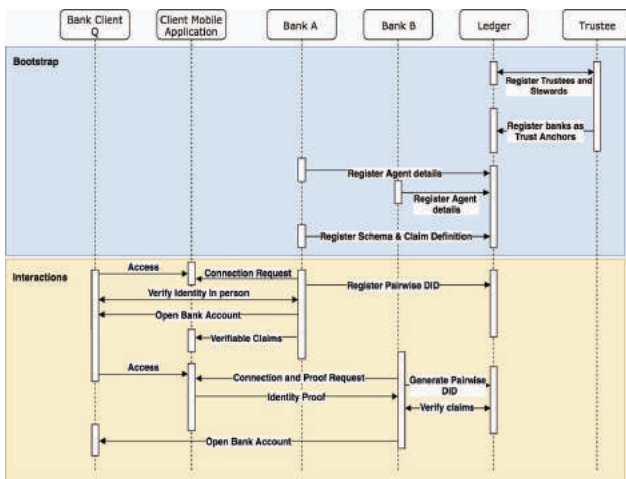 Bank Client
Q
Client Mobile
Application
Bank A
Bank B
Ledger
Trustee
Bootstrap
Register Trustees and
Stewards
Register banks as
Trust Anchors
Register Agent details
Register Agent
details
Register Schema & Claim Definition
Interactions
Access
Connection Request
Register Pairwise DID
Verify Identity in person
Open Bank Account
Verifiable Claims
Access
Connection and Proof Request
Generate Pairwise
DID
Identity Proof
Verify claims
Open Bank Account